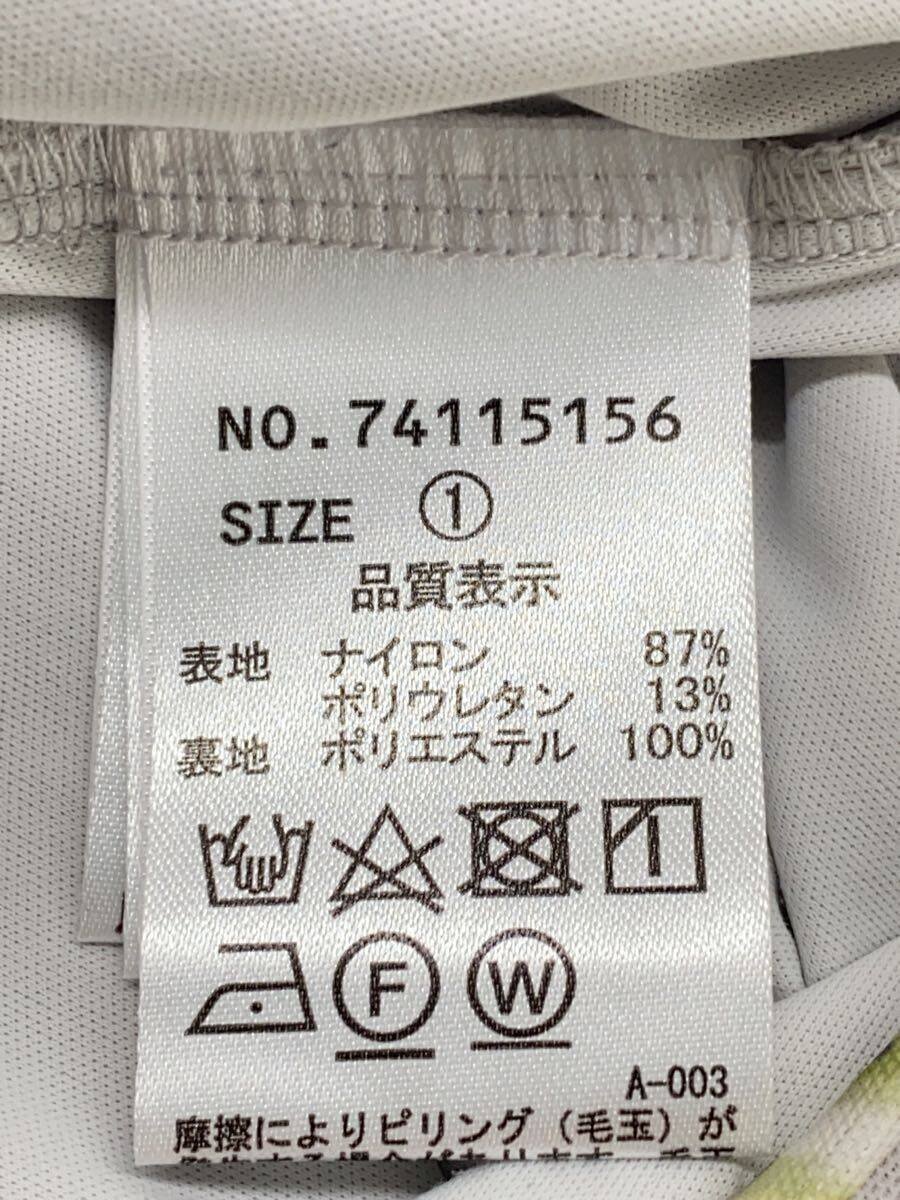 NO.74115156
SIZE ①
品質表示
表地 ナイロン 87%
ポリウレタン 13%
裏地 ポリエステル 100%
F W
A-003
摩擦によりピリング(毛玉)が